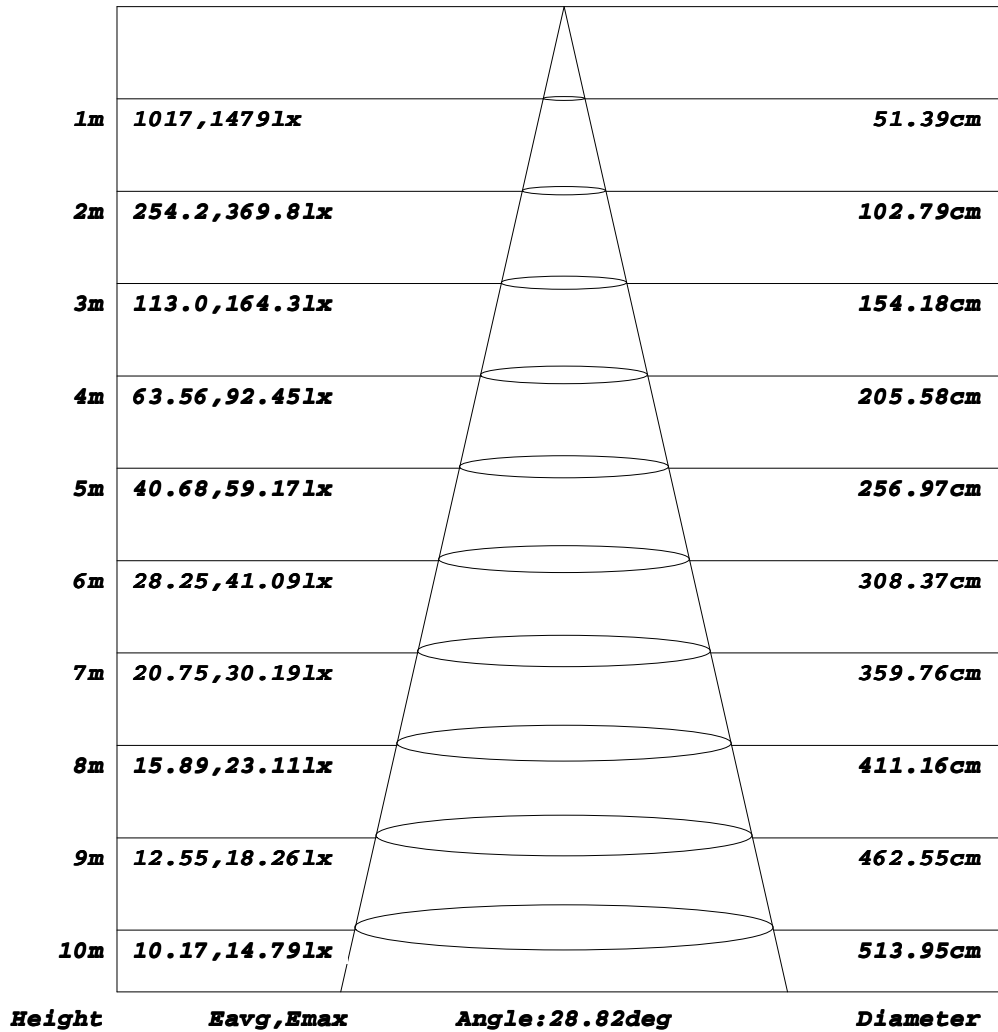 1m 1017,1479lx 51.39cm
2m 254.2,369.8lx 102.79cm
3m 113.0,164.3lx 154.18cm
4m 63.56,92.45lx 205.58cm
5m 40.68,59.17lx 256.97cm
6m 28.25,41.09lx 308.37cm
7m 20.75,30.19lx 359.76cm
8m 15.89,23.11lx 411.16cm
9m 12.55,18.26lx 462.55cm
10m 10.17,14.79lx 513.95cm
Height Eavg,Emax Angle:28.82deg Diameter